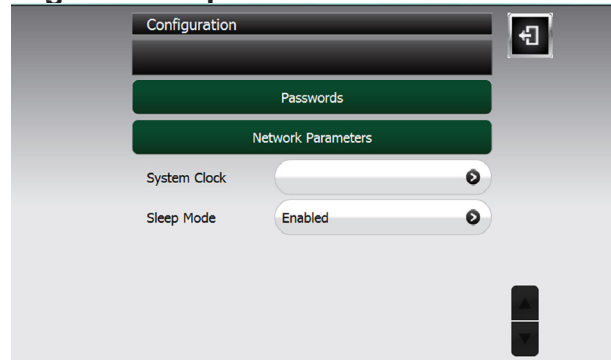 Configuration
Passwords
Network Parameters
System Clock
Sleep Mode
Enabled